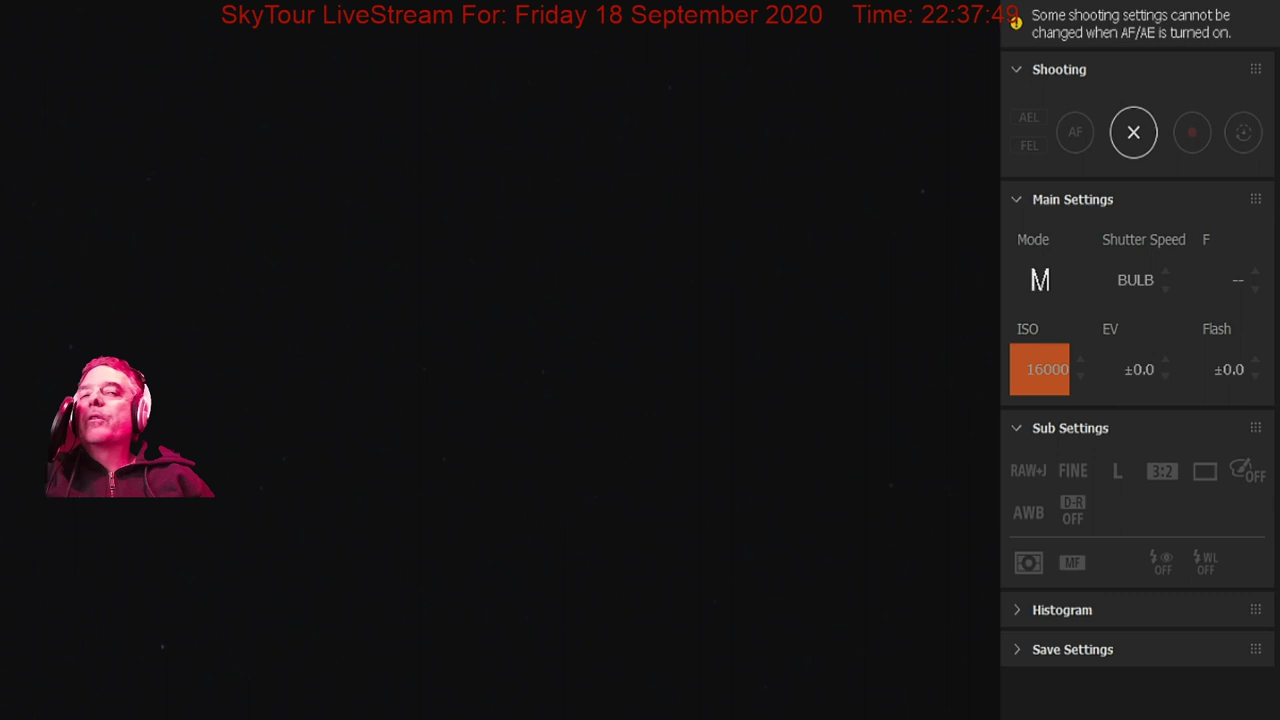 SkyTour LiveStream For: Friday 18 September 2020 Time: 22:37:49
Some shooting settings cannot be
changed when AF/AE is turned on.
Shooting
AEL
AF
FEL
Main Settings
Mode Shutter Speed F
M BULB --
ISO EV Flash
16000 ±0.0 ±0.0
Sub Settings
RAW+J FINE L 3:2 OFF
AWB D-R OFF
MF OFF WL OFF
Histogram
Save Settings